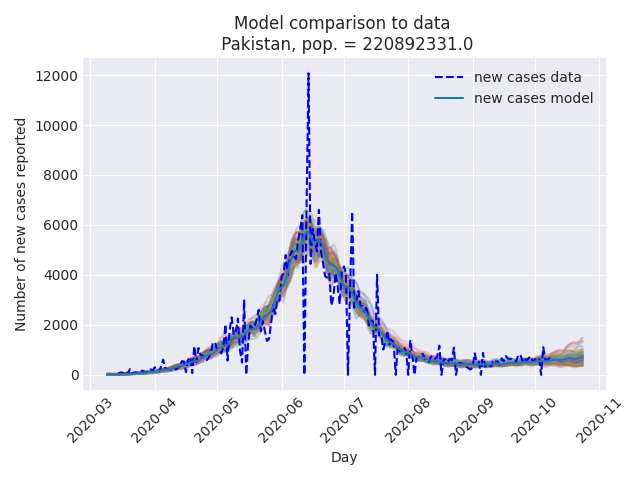 Model comparison to data
Pakistan, pop. = 220892331.0
new cases data
new cases model
Number of new cases reported
12000
10000
8000
6000
4000
2000
0
2020-03
2020-04
2020-05
2020-06
2020-07
2020-08
2020-09
2020-10
2020-11
Day